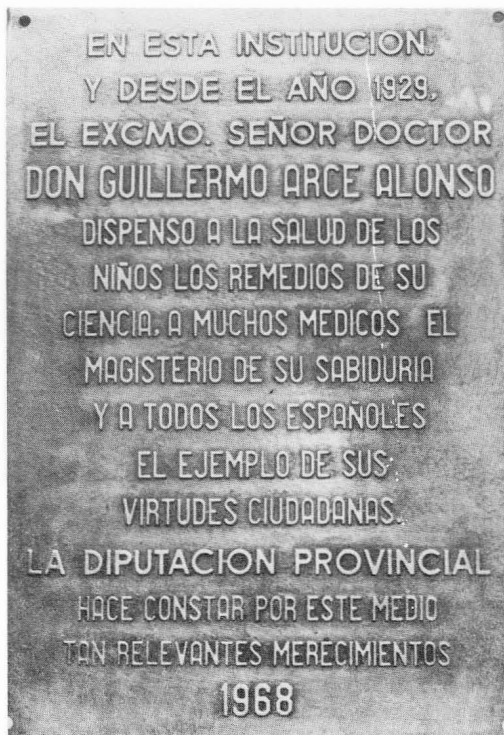 EN ESTA INSTITUCION,
Y DESDE EL AÑO 1929,
EL EXCMO. SEÑOR DOCTOR
DON GUILLERMO ARCE ALONSO
DISPENSO A LA SALUD DE LOS
NIÑOS LOS REMEDIOS DE SU
CIENCIA, A MUCHOS MEDICOS EL
MAGISTERIO DE SU SABIDURIA
Y A TODOS LOS ESPAÑOLES
EL EJEMPLO DE SUS
VIRTUDES CIUDADANAS.
LA DIPUTACION PROVINCIAL
HACE CONSTAR POR ESTE MEDIO
TAN RELEVANTES MERECIMIENTOS
1968